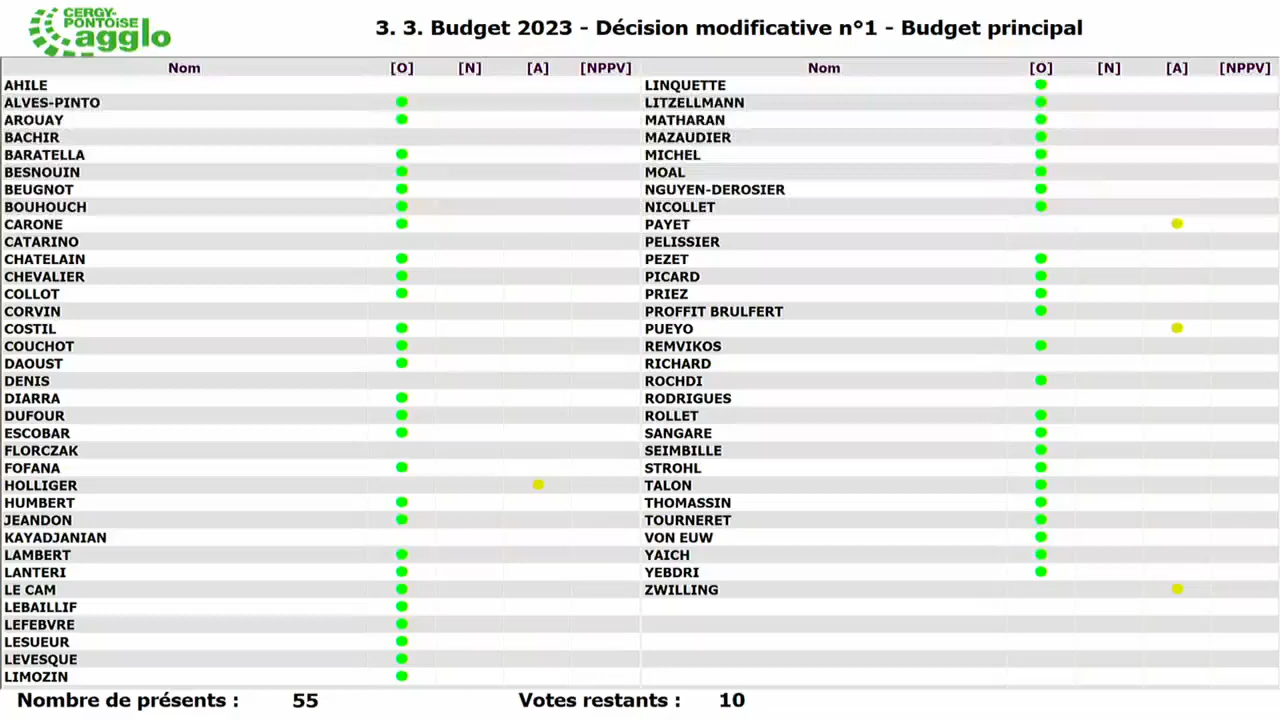 CERGY-
PONTOISE
agglo
3. 3. Budget 2023 - Décision modificative n°1 - Budget principal
Nom [O] [N] [A] [NPPV] Nom [O] [N] [A] [NPPV]
AHILE LINQUETTE
ALVES-PINTO LITZELLMANN
AROUAY MATHARAN
BACHIR MAZAUDIER
BARATELLA MICHEL
BESNOUIN MOAL
BEUGNOT NGUYEN-DEROSIER
BOUHOUCH NICOLLET
CARONE PAYET
CATARINO PELISSIER
CHATELAIN PEZET
CHEVALIER PICARD
COLLOT PRIEZ
CORVIN PROFFIT BRULFERT
COSTIL PUEYO
COUCHOT REMVIKOS
DAOUST RICHARD
DENIS ROCHDI
DIARRA RODRIGUES
DUFOUR ROLLET
ESCOBAR SANGARE
FLORCZAK SEIMBILLE
FOFANA STROHL
HOLLIGER TALON
HUMBERT THOMASSIN
JEANDON TOURNERET
KAYADJANIAN VON EUW
LAMBERT YAICH
LANTERI YEBDRI
LE CAM ZWILLING
LEBAILLIF
LEFEBVRE
LESUEUR
LEVESQUE
LIMOZIN
Nombre de présents : 55 Votes restants : 10